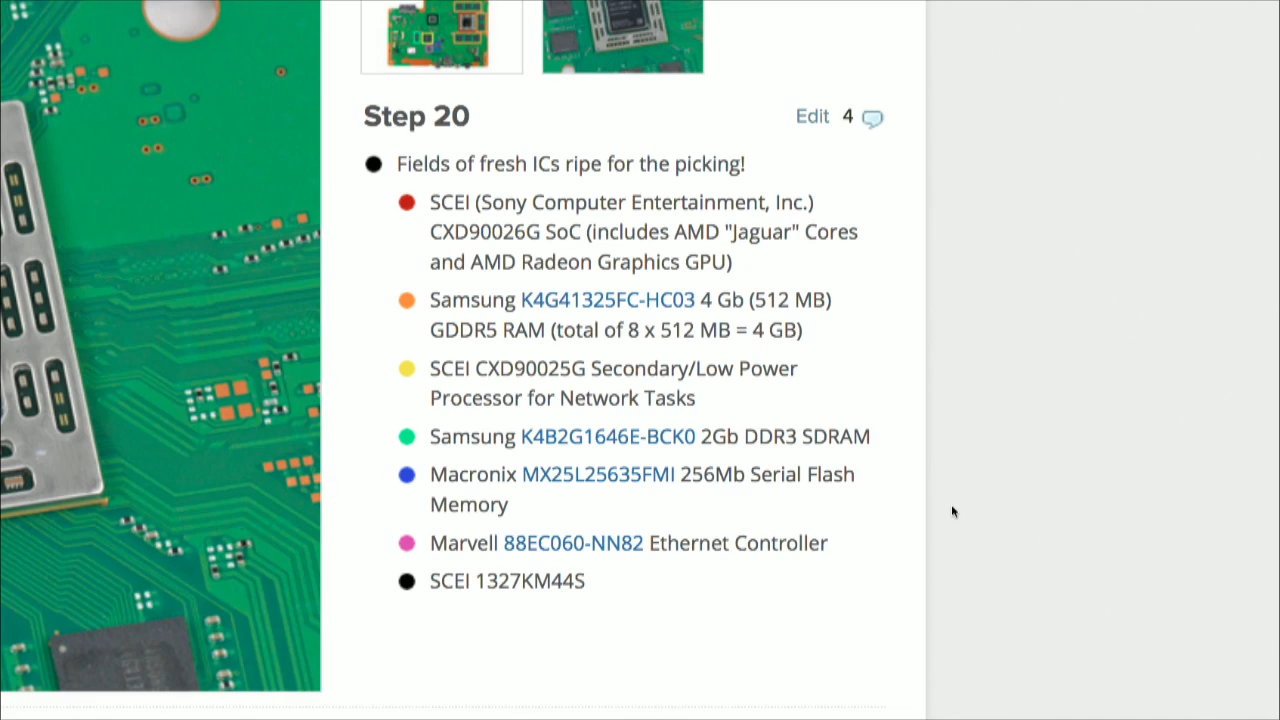 Step 20
Edit 4
Fields of fresh ICs ripe for the picking!
SCEI (Sony Computer Entertainment, Inc.)
CXD90026G SoC (includes AMD "Jaguar" Cores
and AMD Radeon Graphics GPU)
Samsung K4G41325FC-HC03 4 Gb (512 MB)
GDDR5 RAM (total of 8 x 512 MB = 4 GB)
SCEI CXD90025G Secondary/Low Power
Processor for Network Tasks
Samsung K4B2G1646E-BCK0 2Gb DDR3 SDRAM
Macronix MX25L25635FMI 256Mb Serial Flash
Memory
Marvell 88EC060-NN82 Ethernet Controller
SCEI 1327KM44S